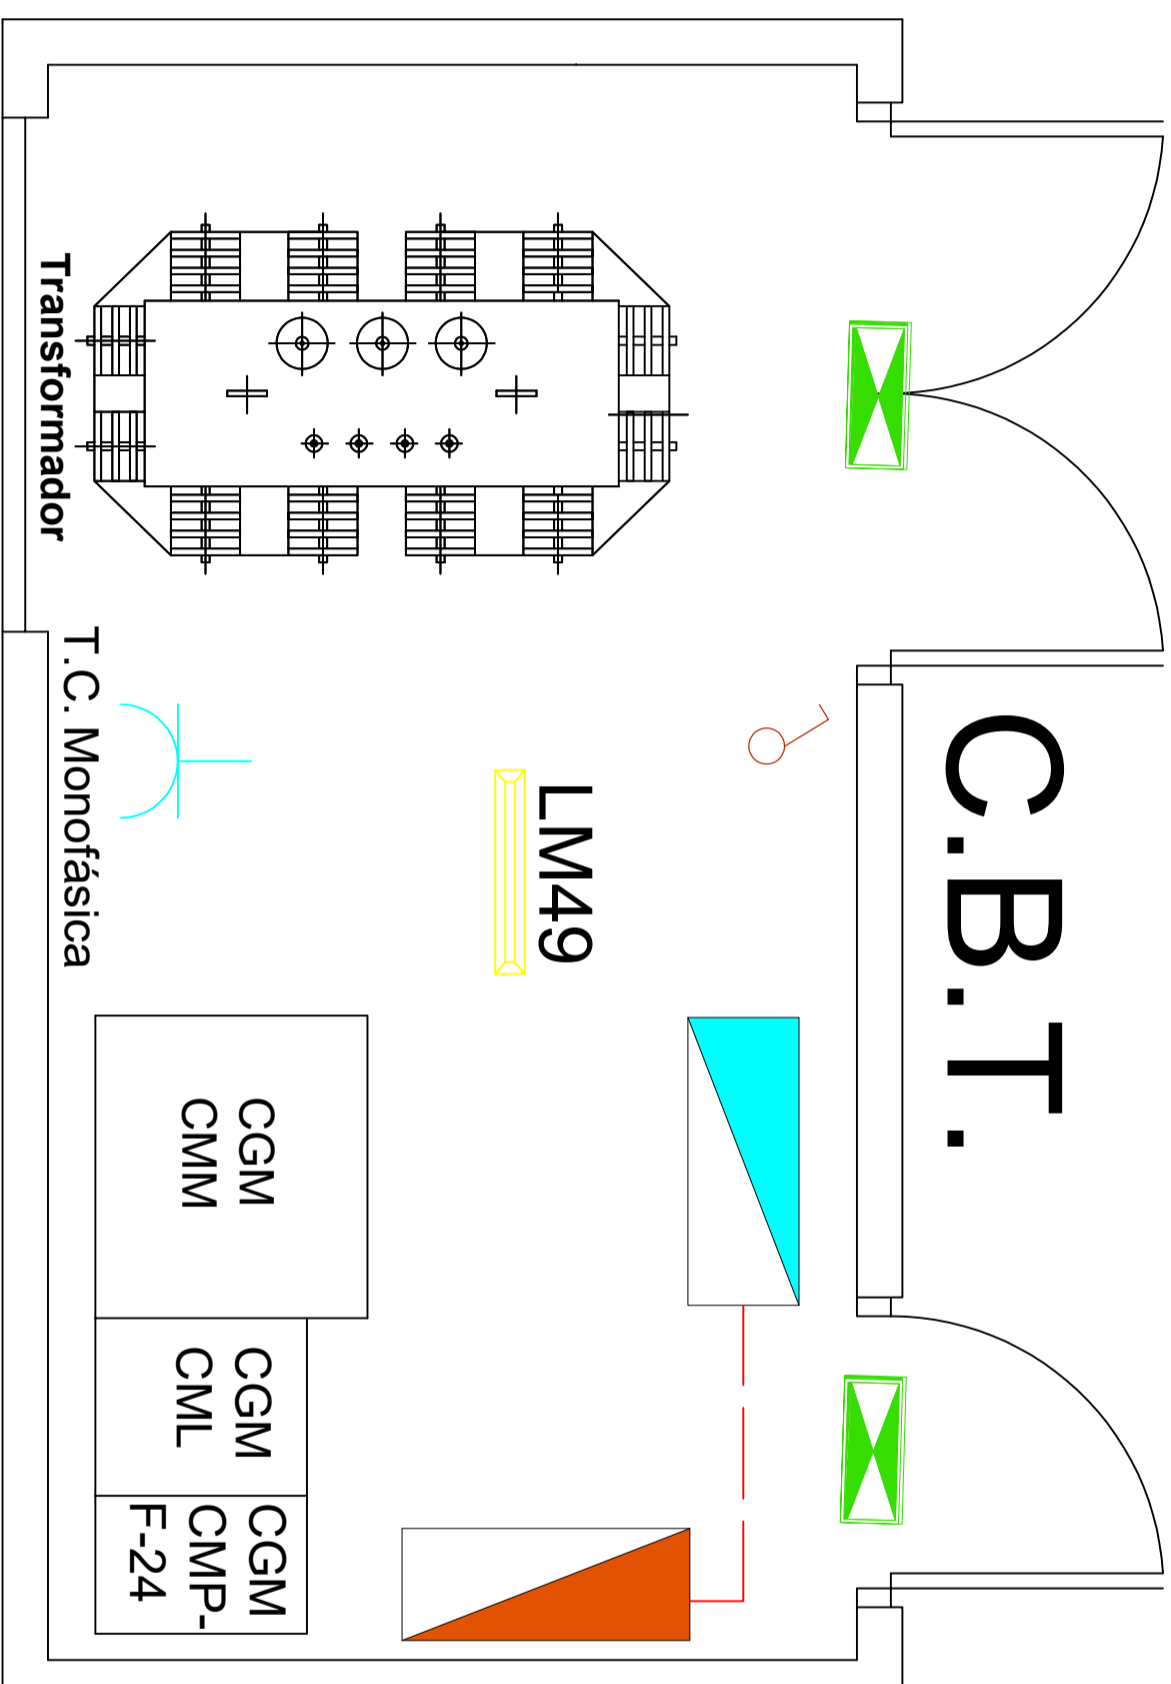 C.B.T.
LM49
Transformador
T.C. Monofásica
CGM
CMM
CGM
CML
CGM
CMP-
F-24